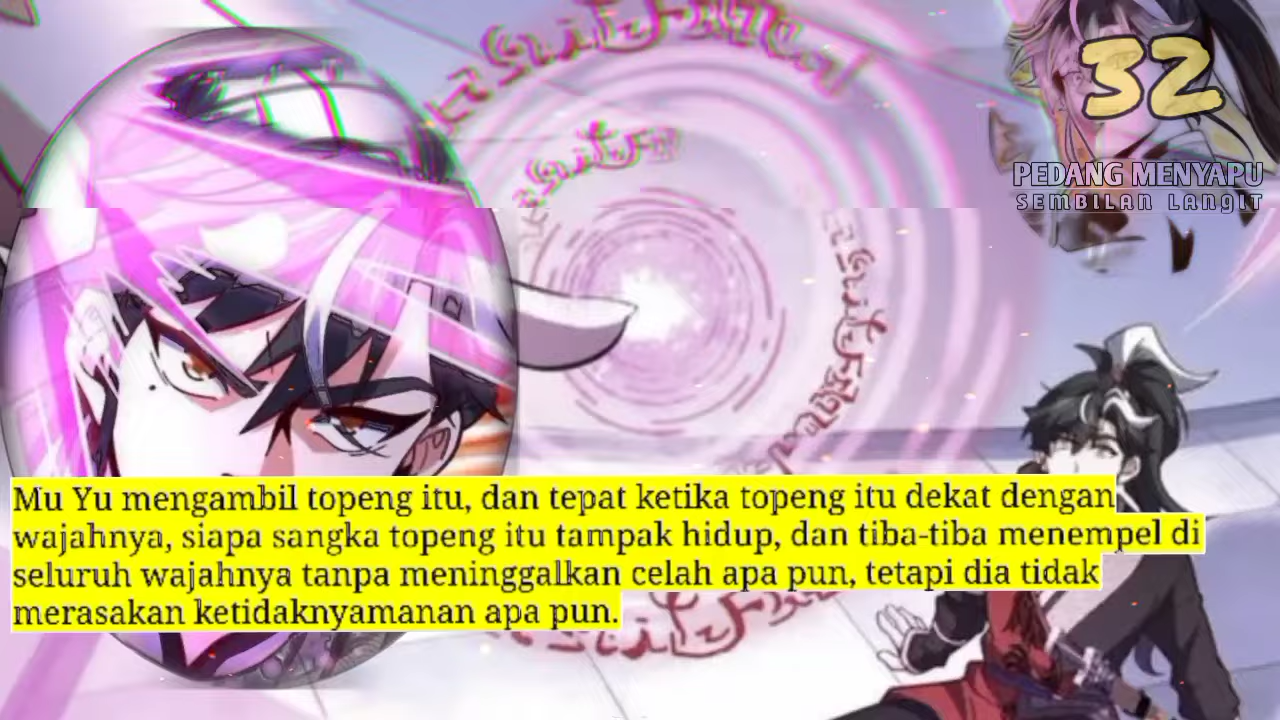 32
PEDANG MENYAPU
SEMBILAN LANGIT
Mu Yu mengambil topeng itu, dan tepat ketika topeng itu dekat dengan
wajahnya, siapa sangka topeng itu tampak hidup, dan tiba-tiba menempel di
seluruh wajahnya tanpa meninggalkan celah apa pun, tetapi dia tidak
merasakan ketidaknyamanan apa pun.